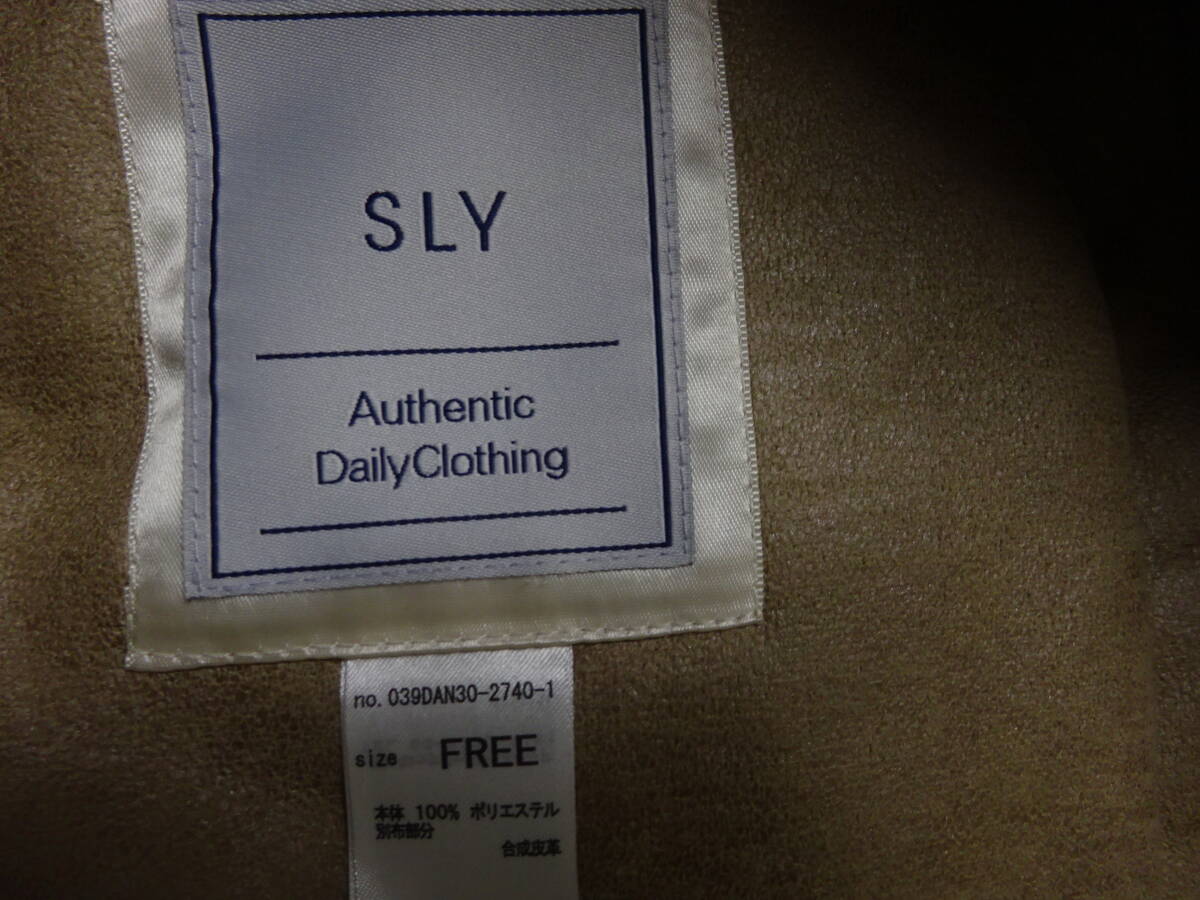 SLY
Authentic
DailyClothing
no. 039DAN30-2740-1
size FREE
本体 100% ポリエステル
別布部分
合成皮革